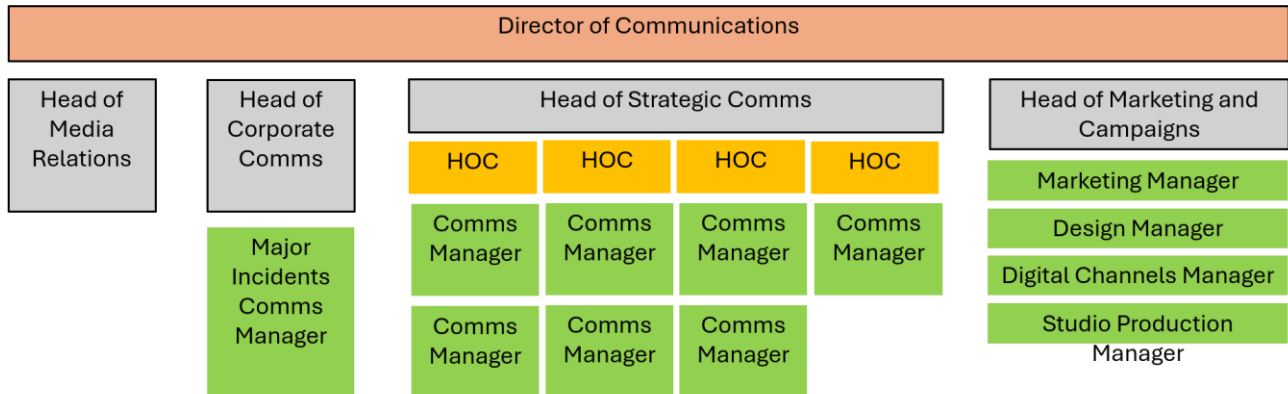 Director of Communications
Head of
Media
Relations
Head of
Corporate
Comms
Major
Incidents
Comms
Manager
Head of Strategic Comms
HOC
HOC
HOC
HOC
Comms
Manager
Comms
Manager
Comms
Manager
Comms
Manager
Comms
Manager
Comms
Manager
Comms
Manager
Head of Marketing and
Campaigns
Marketing Manager
Design Manager
Digital Channels Manager
Studio Production
Manager